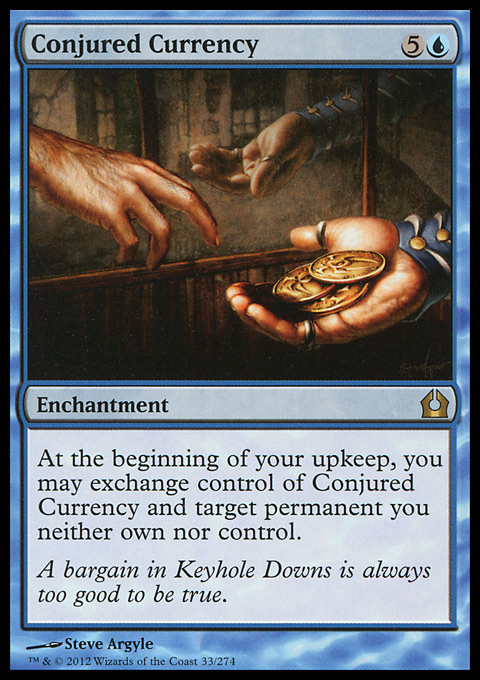 Conjured Currency 5
Enchantment
At the beginning of your upkeep, you
may exchange control of Conjured
Currency and target permanent you
neither own nor control.
A bargain in Keyhole Downs is always
too good to be true.
Steve Argyle
™ & © 2012 Wizards of the Coast 33/274